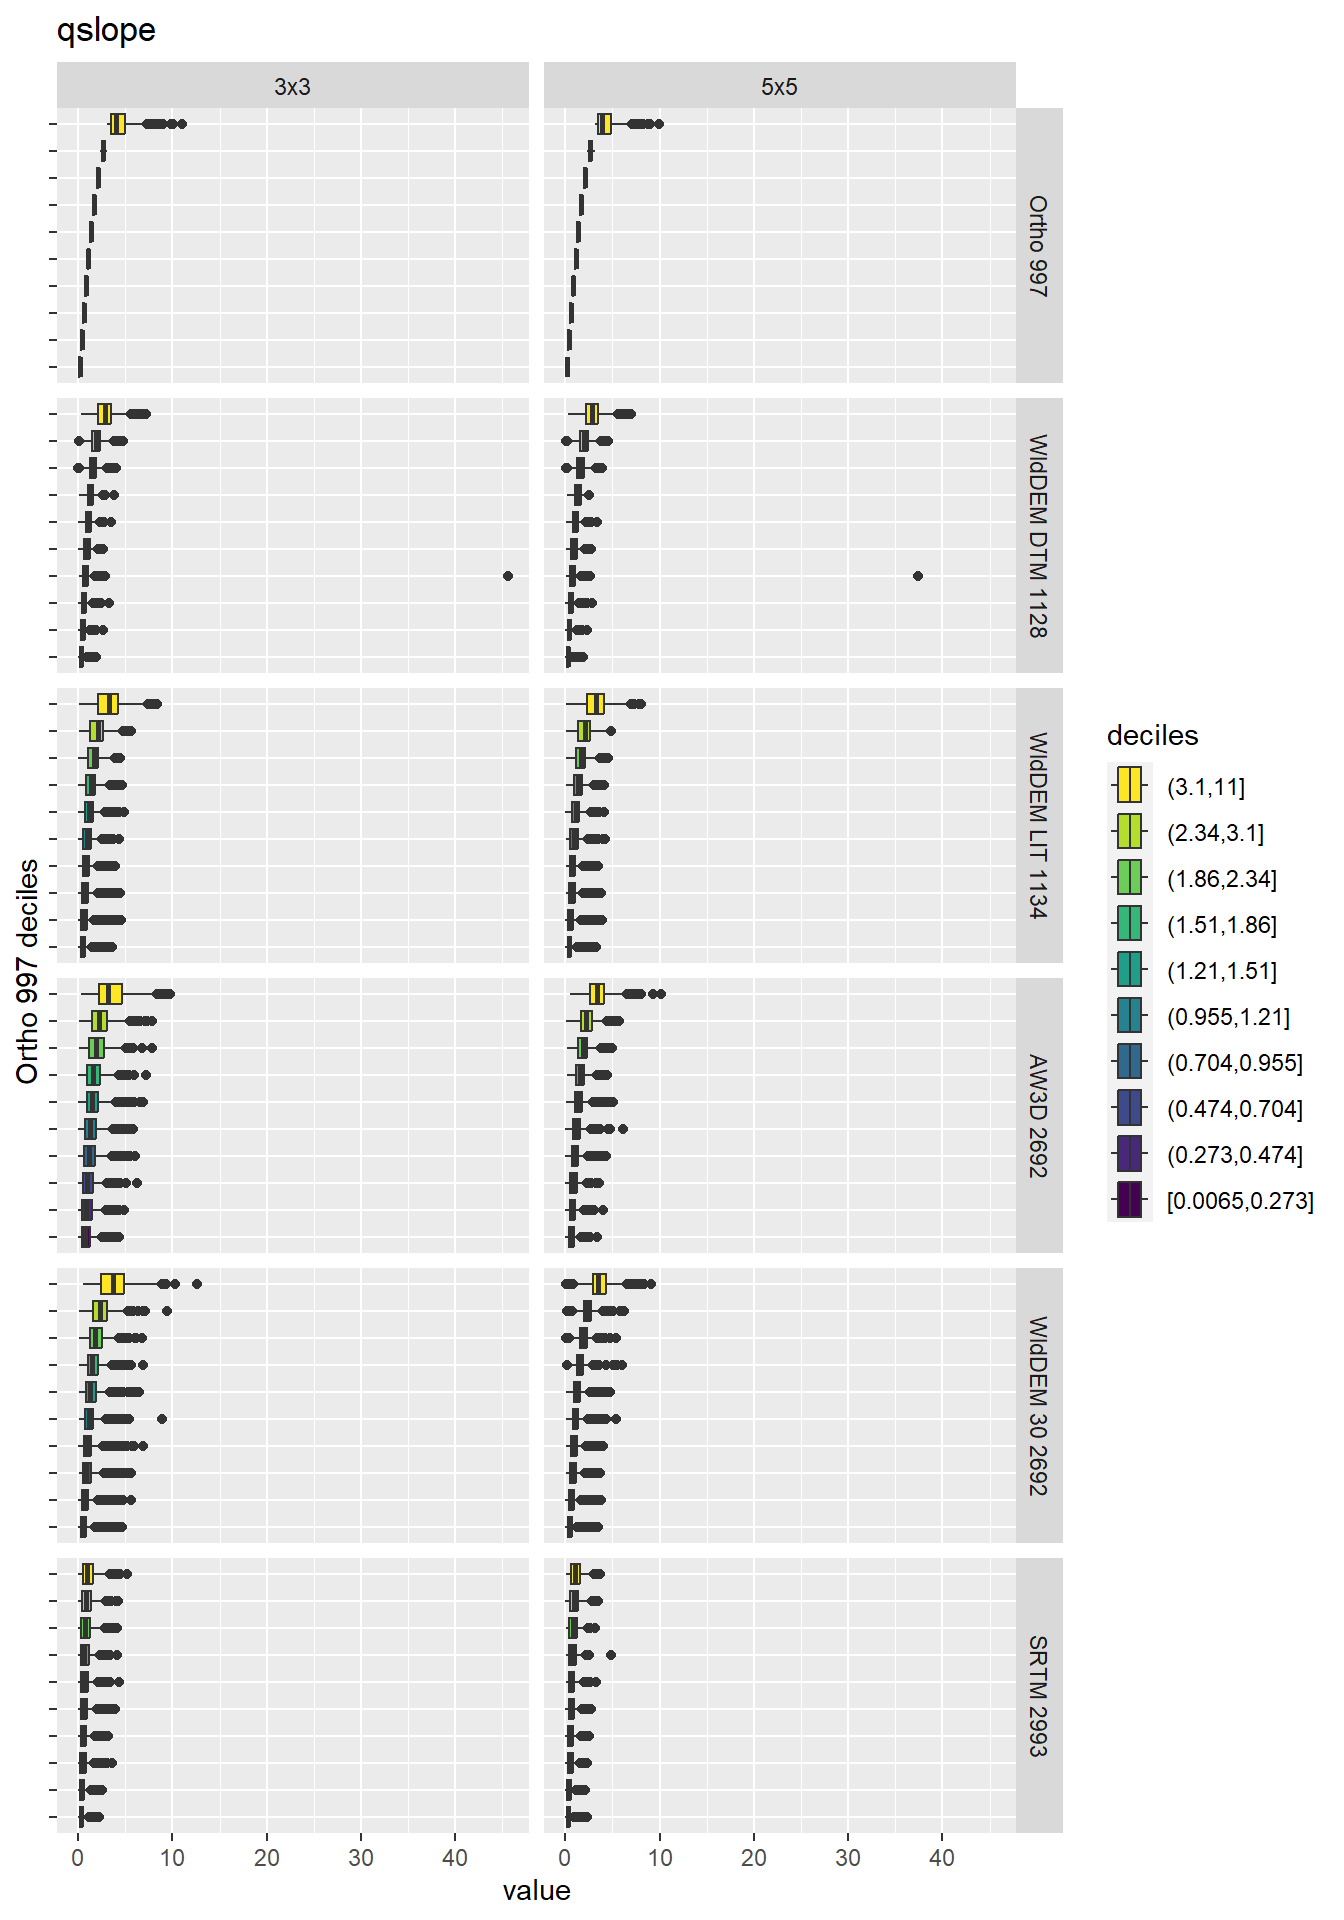 qslope
3x3
5x5
Ortho 997
WldDEM DTM 1128
WldDEM LIT 1134
AW3D 2692
WldDEM 30 2692
SRTM 2993
Ortho 997 deciles
0
10
20
30
40
0
10
20
30
40
value
deciles
(3.1,11]
(2.34,3.1]
(1.86,2.34]
(1.51,1.86]
(1.21,1.51]
(0.955,1.21]
(0.704,0.955]
(0.474,0.704]
(0.273,0.474]
[0.0065,0.273]